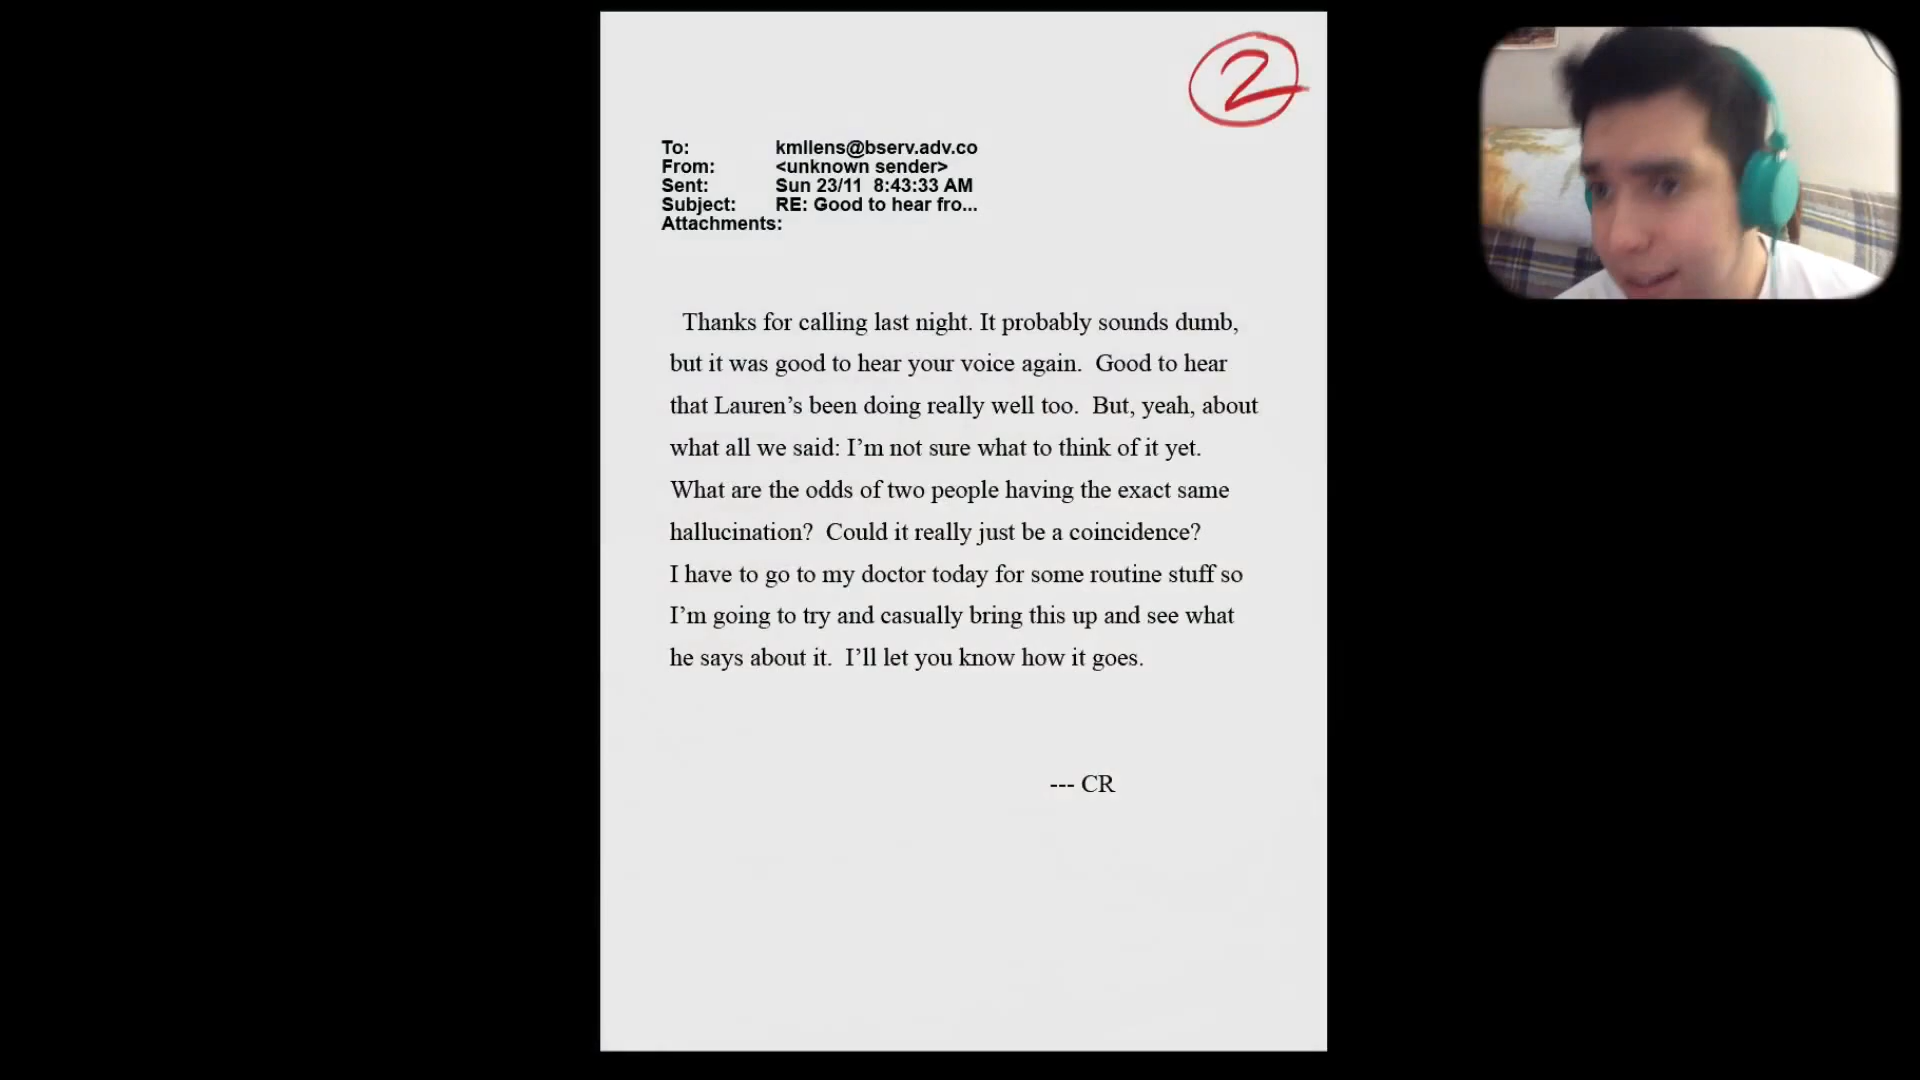 2
To: kmllens@bserv.adv.co
From: <unknown sender>
Sent: Sun 23/11 8:43:33 AM
Subject: RE: Good to hear fro...
Attachments:
Thanks for calling last night. It probably sounds dumb,
but it was good to hear your voice again. Good to hear
that Lauren’s been doing really well too. But, yeah, about
what all we said: I’m not sure what to think of it yet.
What are the odds of two people having the exact same
hallucination? Could it really just be a coincidence?
I have to go to my doctor today for some routine stuff so
I’m going to try and casually bring this up and see what
he says about it. I’ll let you know how it goes.
--- CR